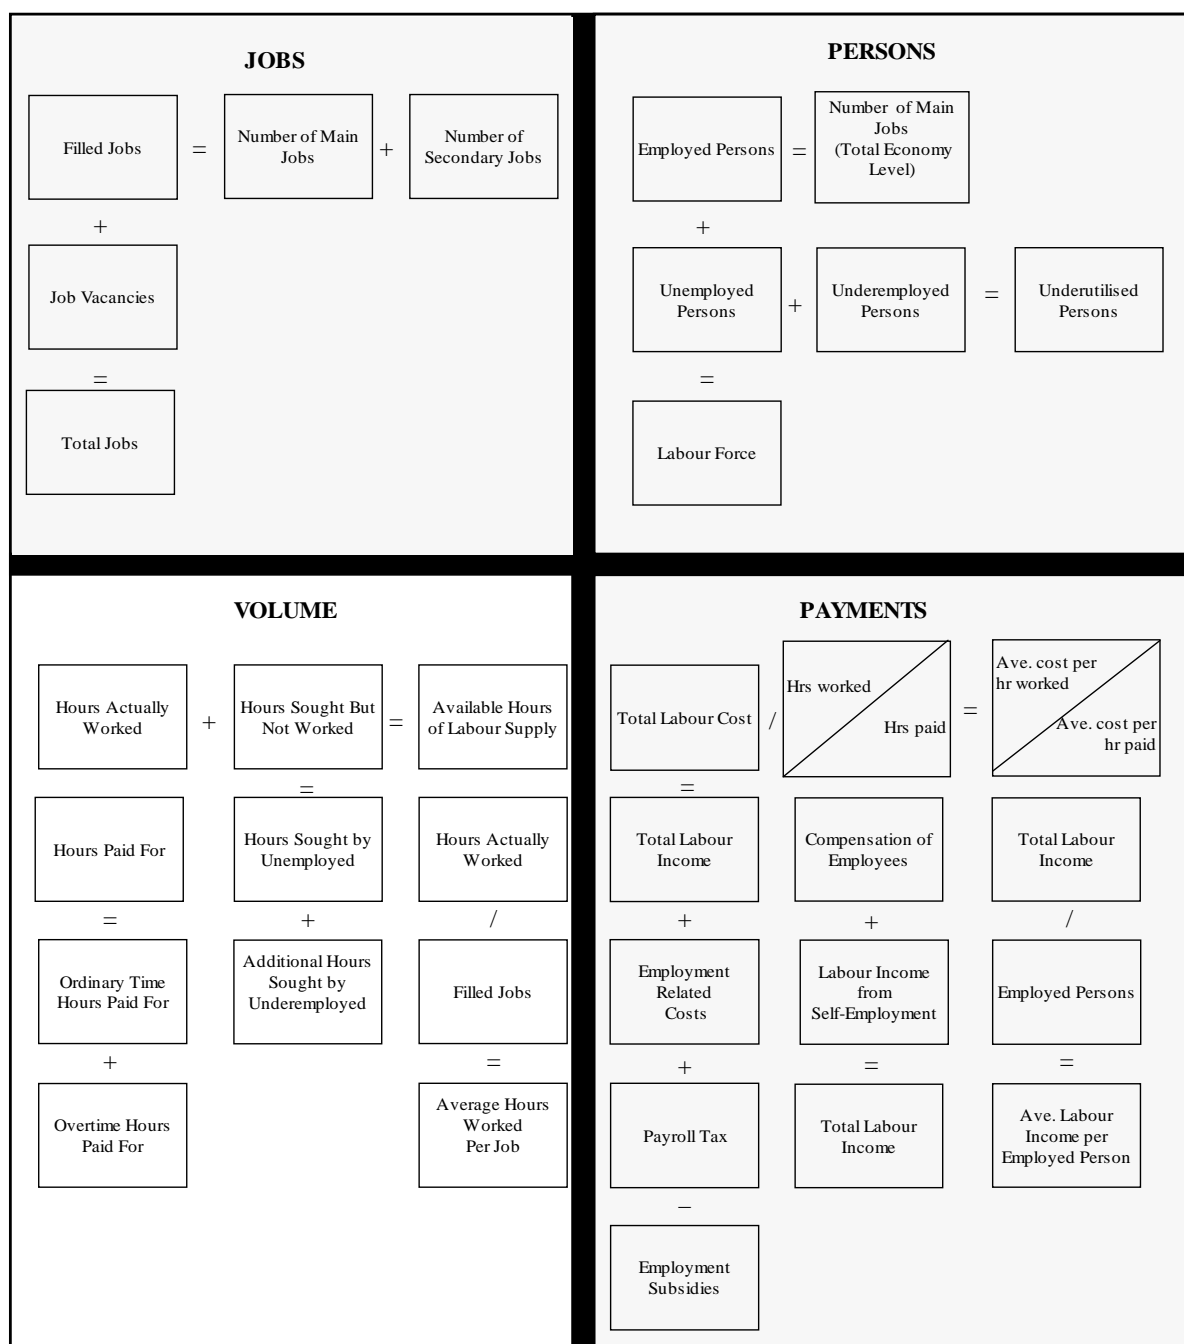 JOBS
Filled Jobs
=
Number of Main
Jobs
+
Number of
Secondary Jobs
+
Job Vacancies
=
Total Jobs
PERSONS
Employed Persons
=
Number of Main
Jobs
(Total Economy
Level)
+
Unemployed
Persons
+
Underemployed
Persons
=
Underutilised
Persons
=
Labour Force
VOLUME
Hours Actually
Worked
+
Hours Sought But
Not Worked
=
Available Hours
of Labour Supply
Hours Paid For
=
Ordinary Time
Hours Paid For
+
Overtime Hours
Paid For
=
Hours Sought by
Unemployed
+
Additional Hours
Sought by
Underemployed
Hours Actually
Worked
/
Filled Jobs
=
Average Hours
Worked
Per Job
PAYMENTS
Total Labour Cost
/
Hrs worked
Hrs paid
=
Ave. cost per
hr worked
Ave. cost per
hr paid
=
Total Labour
Income
+
Employment
Related
Costs
+
Payroll Tax
–
Employment
Subsidies
Compensation of
Employees
+
Labour Income
from
Self-Employment
=
Total Labour
Income
Total Labour
Income
/
Employed Persons
=
Ave. Labour
Income per
Employed Person